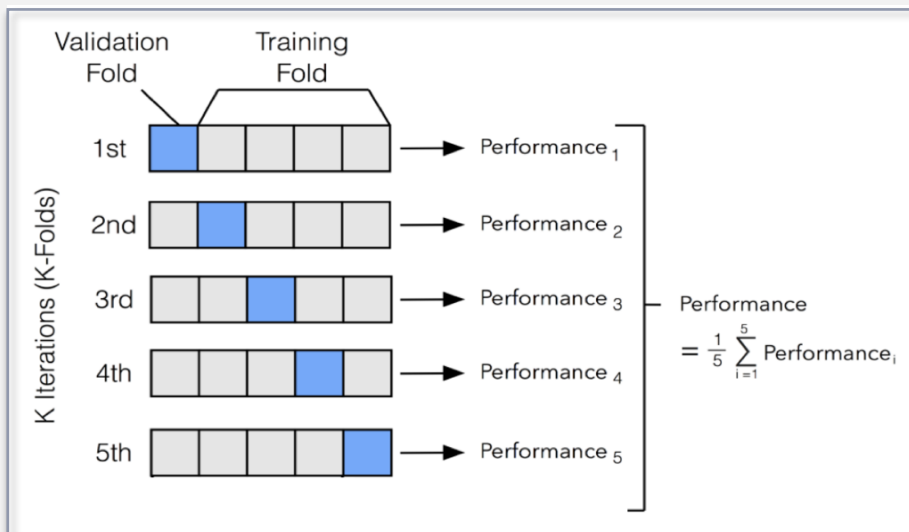 Validation
Fold
Training
Fold
K Iterations (K-Folds)
1st
Performance 1
2nd
Performance 2
3rd
Performance 3
4th
Performance 4
5th
Performance 5
Performance
= 1/5 5∑i=1 Performance i